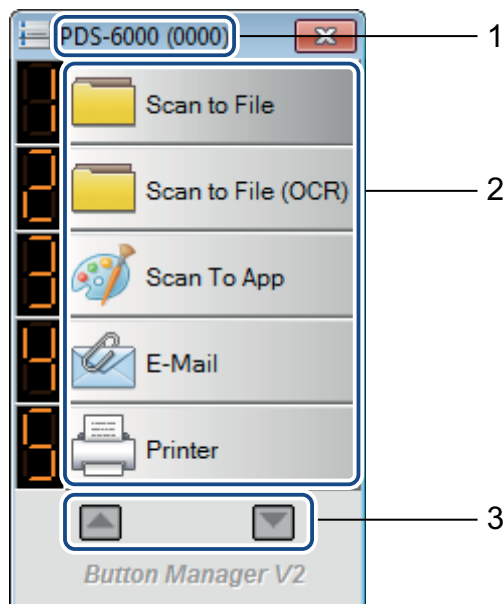 PDS-6000 (0000)
1
1 Scan to File
2 Scan to File (OCR)
2
3 Scan To App
4 E-Mail
5 Printer
3
Button Manager V2